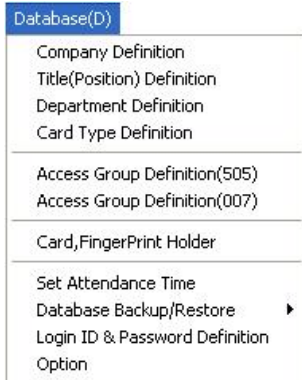 Database(D)
Company Definition
Title(Position) Definition
Department Definition
Card Type Definition
Access Group Definition(505)
Access Group Definition(007)
Card,FingerPrint Holder
Set Attendance Time
Database Backup/Restore
Login ID & Password Definition
Option